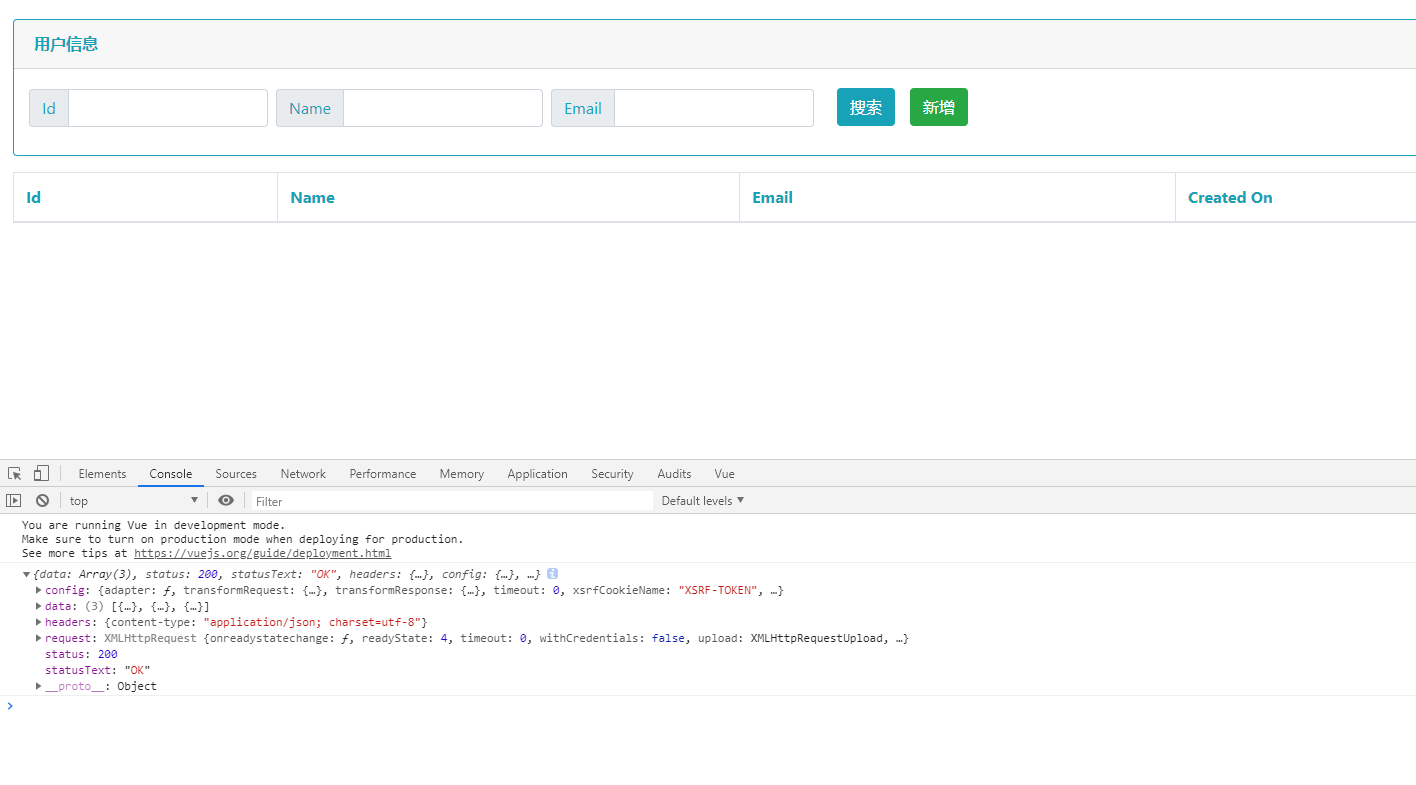 用户信息
Id Name Email 搜索 新增
Id Name Email Created On
Elements Console Sources Network Performance Memory Application Security Audits Vue
top Filter Default levels
You are running Vue in development mode.
Make sure to turn on production mode when deploying for production.
See more tips at https://vuejs.org/guide/deployment.html
{data: Array(3), status: 200, statusText: "OK", headers: {…}, config: {…}, …}
config: {adapter: ƒ, transformRequest: {…}, transformResponse: {…}, timeout: 0, xsrfCookieName: "XSRF-TOKEN", …}
data: (3) [{…}, {…}, {…}]
headers: {content-type: "application/json; charset=utf-8"}
request: XMLHttpRequest {onreadystatechange: ƒ, readyState: 4, timeout: 0, withCredentials: false, upload: XMLHttpRequestUpload, …}
status: 200
statusText: "OK"
__proto__: Object